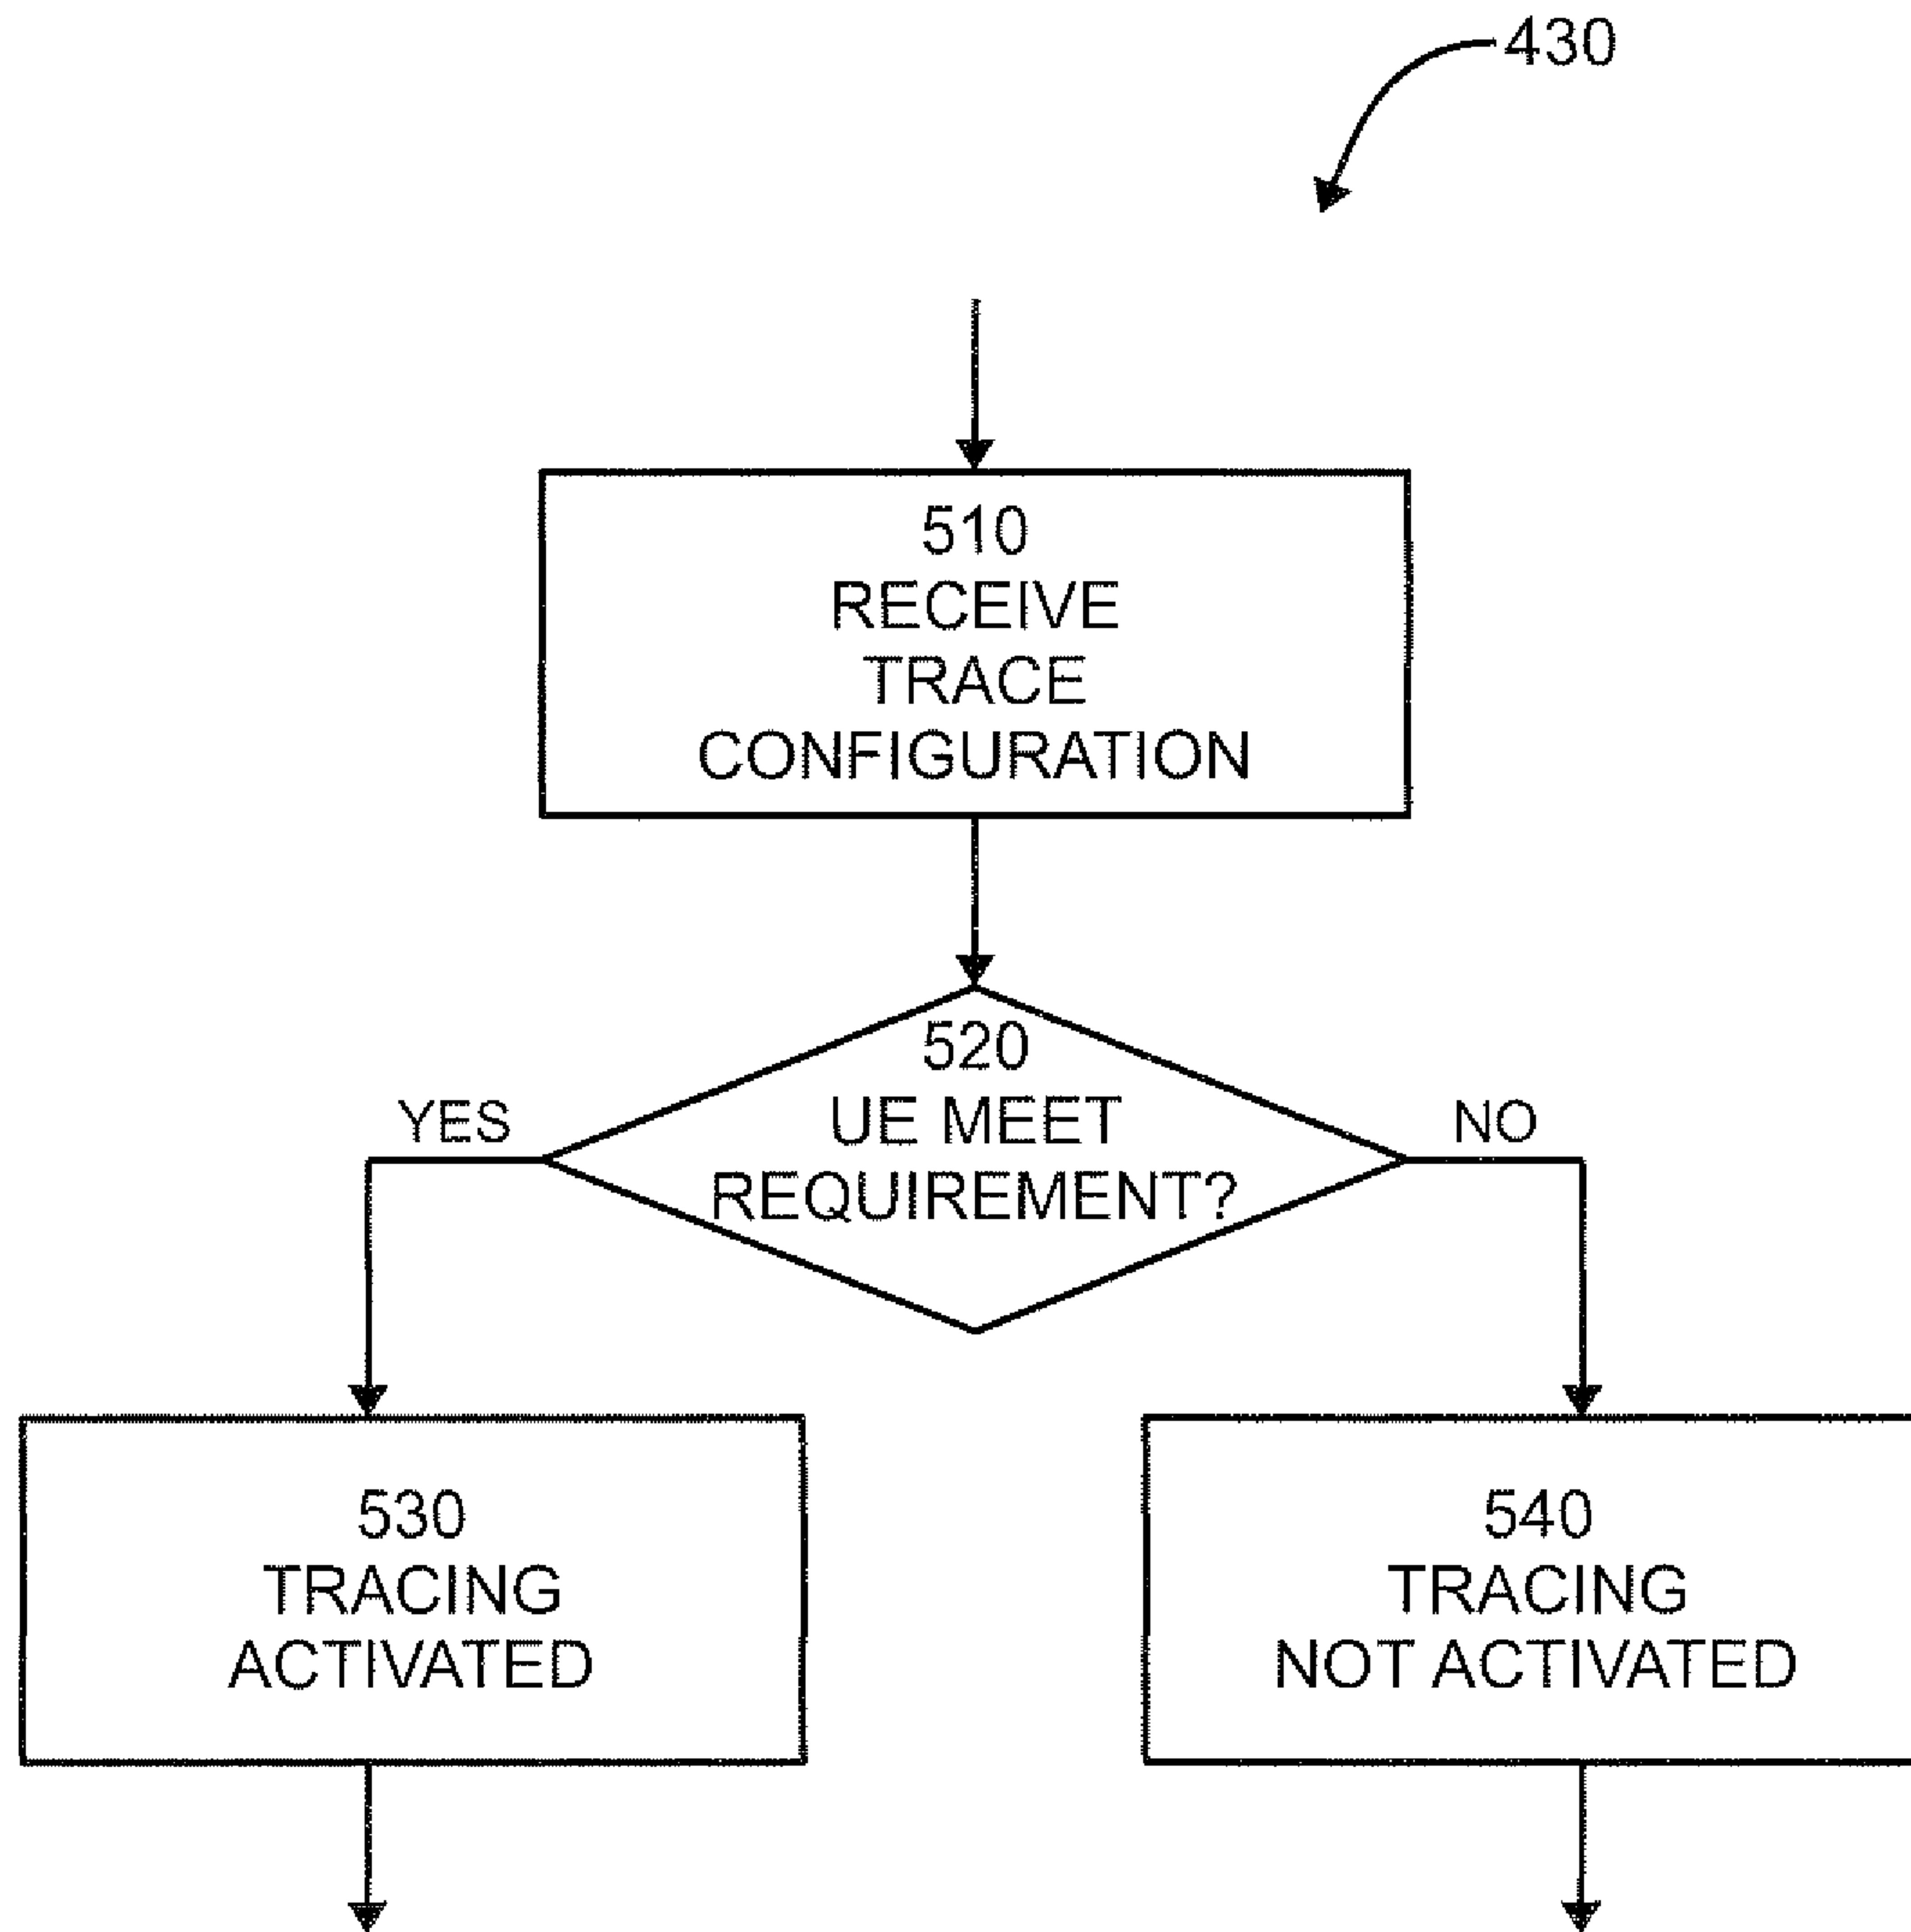 430
510
RECEIVE
TRACE
CONFIGURATION
520
UE MEET
REQUIREMENT?
YES
NO
530
TRACING
ACTIVATED
540
TRACING
NOT ACTIVATED